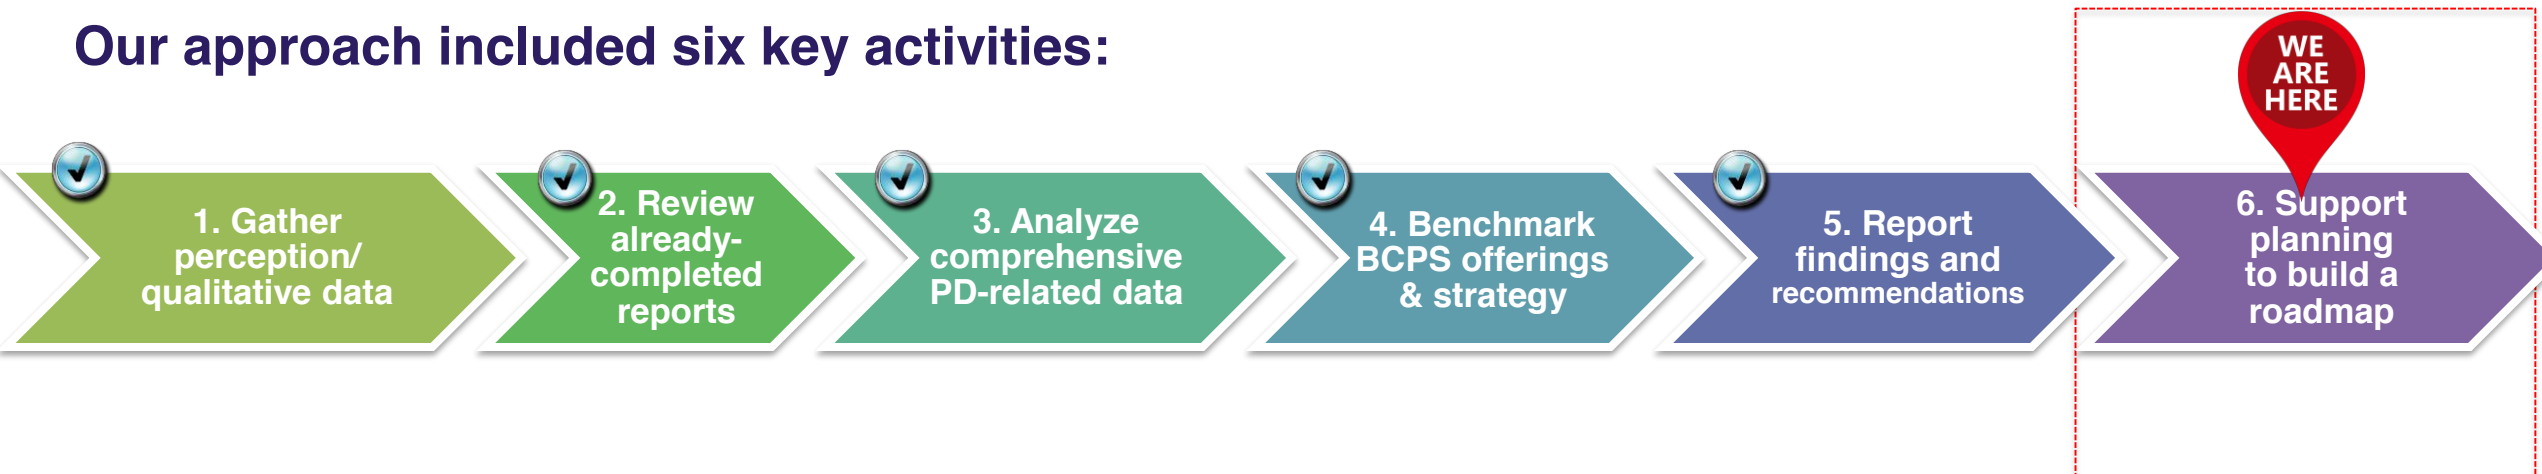 Our approach included six key activities:
WE
ARE
HERE
1. Gather
perception/
qualitative data
2. Review
already-
completed
reports
3. Analyze
comprehensive
PD-related data
4. Benchmark
BCPS offerings
& strategy
5. Report
findings and
recommendations
6. Support
planning
to build a
roadmap